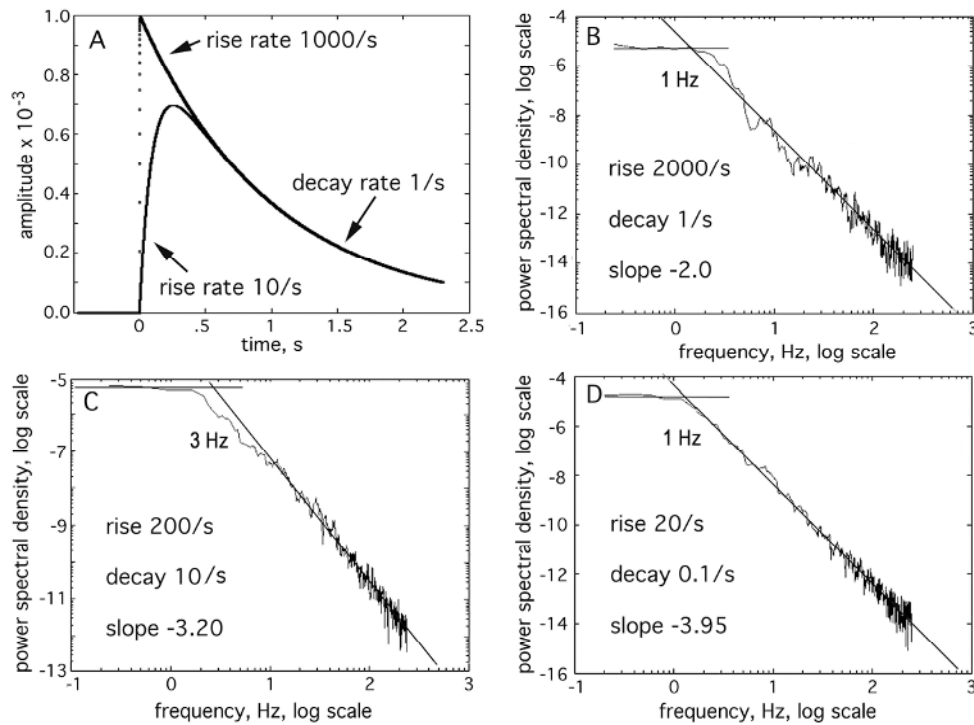 A
rise rate 1000/s
decay rate 1/s
rise rate 10/s
amplitude x 10-3
1.0
0.8
0.6
0.4
0.2
0.0
0
.5
1
1.5
2
2.5
time, s
B
1 Hz
rise 2000/s
decay 1/s
slope -2.0
power spectral density, log scale
-4
-6
-8
-10
-12
-14
-16
-1
0
1
2
3
frequency, Hz, log scale
C
3 Hz
rise 200/s
decay 10/s
slope -3.20
power spectral density, log scale
-5
-7
-9
-11
-13
-1
0
1
2
3
frequency, Hz, log scale
D
1 Hz
rise 20/s
decay 0.1/s
slope -3.95
power spectral density, log scale
-4
-6
-8
-10
-12
-14
-16
-1
0
1
2
3
frequency, Hz, log scale